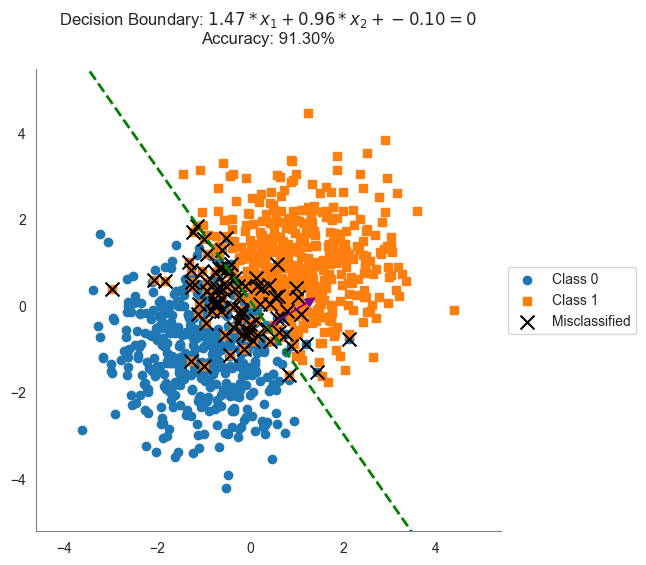 Decision Boundary: 1.47 * x₁ + 0.96 * x₂ + −0.10 = 0
Accuracy: 91.30%
4
2
0
−2
−4
−4
−2
0
2
4
Class 0
Class 1
Misclassified